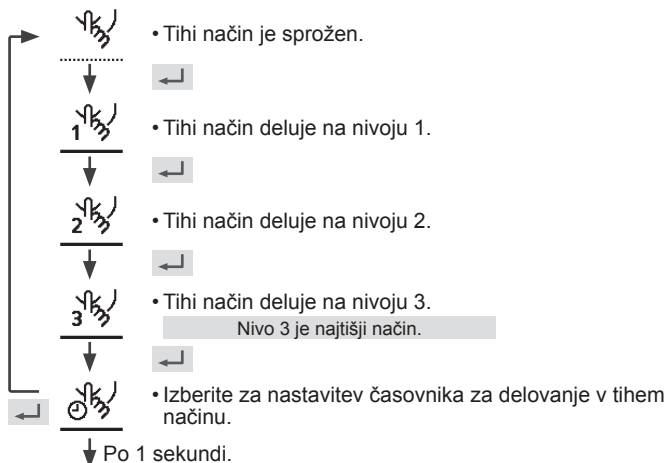 • Tihi način je sprožen.
1
• Tihi način deluje na nivoju 1.
2
• Tihi način deluje na nivoju 2.
3
• Tihi način deluje na nivoju 3.
Nivo 3 je najtišji način.
• Izberite za nastavitev časovnika za delovanje v tihem
načinu.
Po 1 sekundi.